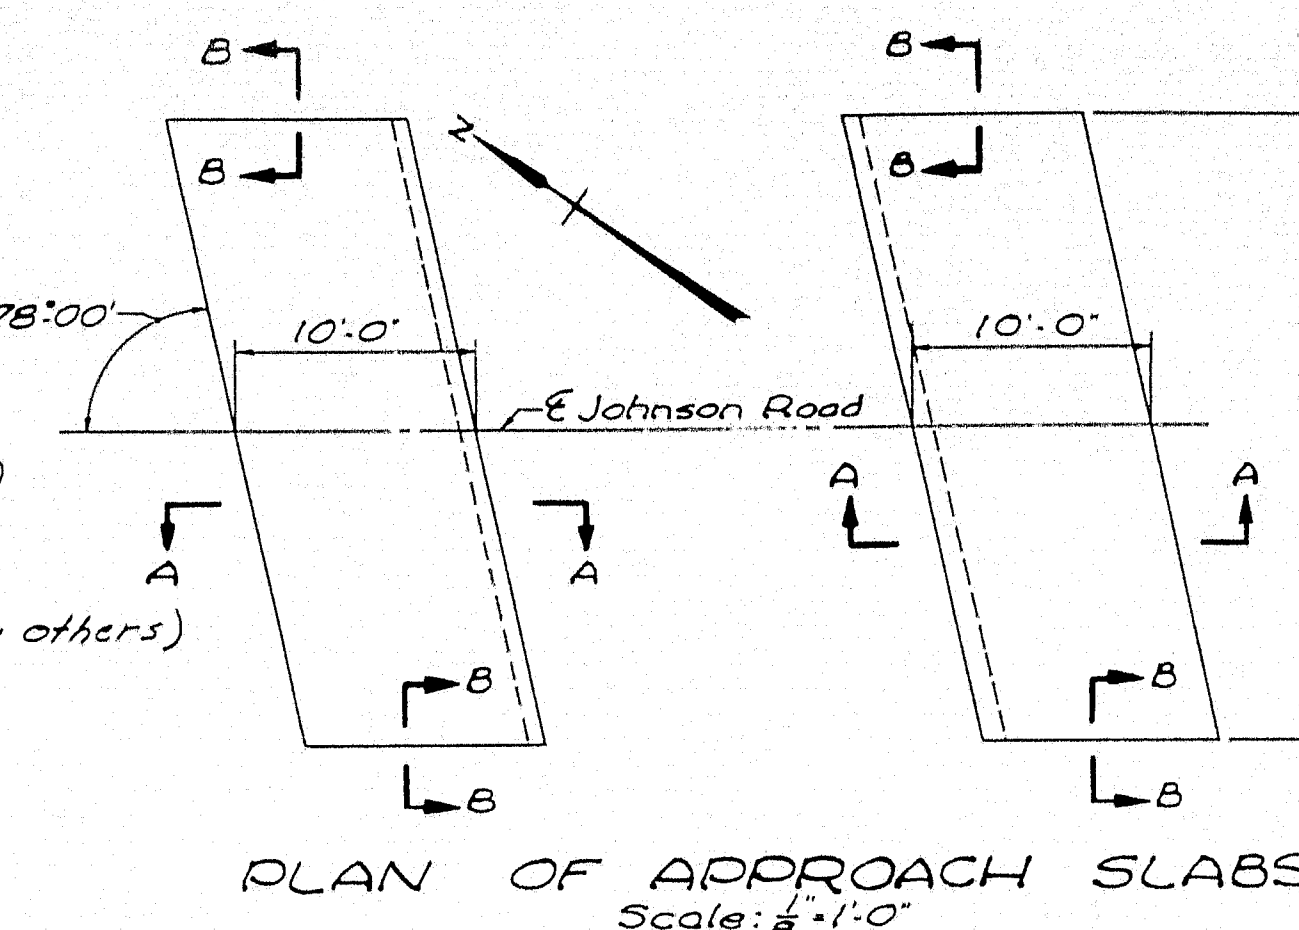 B
B
B
B
N
78°00'
10'-0"
10'-0"
℄ Johnson Road
A
A
A
A
others)
B
B
B
B
PLAN OF APPROACH SLABS
Scale: 1/8" = 1'-0"